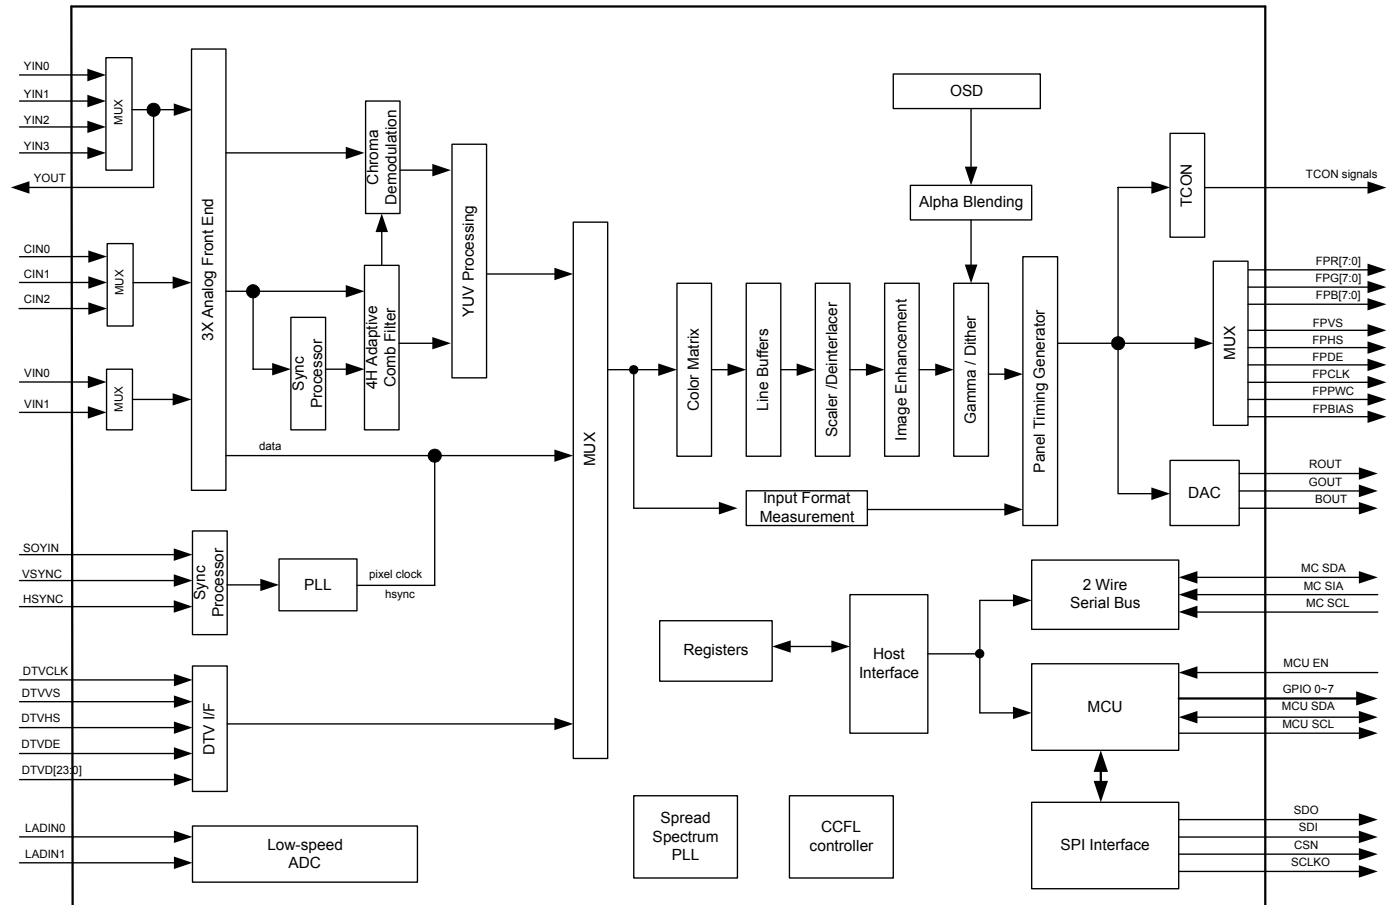 YIN0
YIN1
YIN2
YIN3
YOUT
MUX
CIN0
CIN1
CIN2
MUX
VIN0
VIN1
MUX
3X Analog Front End
Chroma
Demodulation
4H Adaptive
Comb Filter
Sync
Processor
YUV Processing
data
SOYIN
VSYNC
HSYNC
Sync
Processor
PLL
pixel clock
hsync
DTVCLK
DTVVS
DTVHS
DTVDE
DTVD[23:0]
DTV I/F
LADIN0
LADIN1
Low-speed
ADC
MUX
OSD
Alpha Blending
Color Matrix
Line Buffers
Scaler /Deinterlacer
Image Enhancement
Gamma / Dither
Input Format
Measurement
Panel Timing Generator
TCON
TCON signals
MUX
FPR[7:0]
FPG[7:0]
FPB[7:0]
FPVS
FPHS
FPDE
FPCLK
FPPWC
FPBIAS
DAC
ROUT
GOUT
BOUT
Registers
Host
Interface
2 Wire
Serial Bus
MC SDA
MC SIA
MC SCL
MCU
MCU EN
GPIO 0~7
MCU SDA
MCU SCL
Spread
Spectrum
PLL
CCFL
controller
SPI Interface
SDO
SDI
CSN
SCLKO